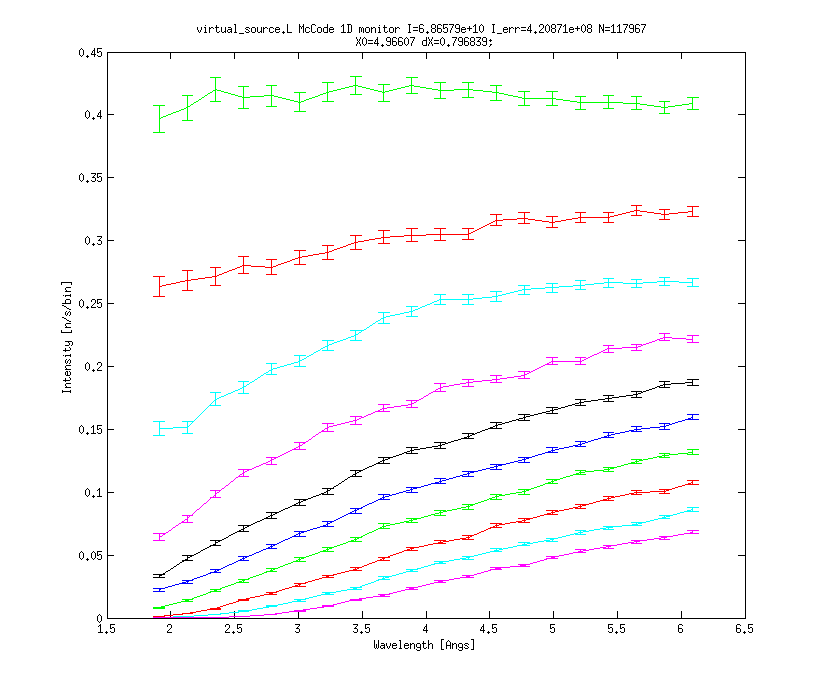 virtual_source.L McCode 1D monitor I=6.86579e+10 I_err=4.20871e+08 N=117967
X0=4.96607 dX=0.796839;
0.45
0.4
0.35
0.3
0.25
0.2
0.15
0.1
0.05
0
Intensity [n/s/bin]
1.5 2 2.5 3 3.5 4 4.5 5 5.5 6 6.5
Wavelength [Angs]